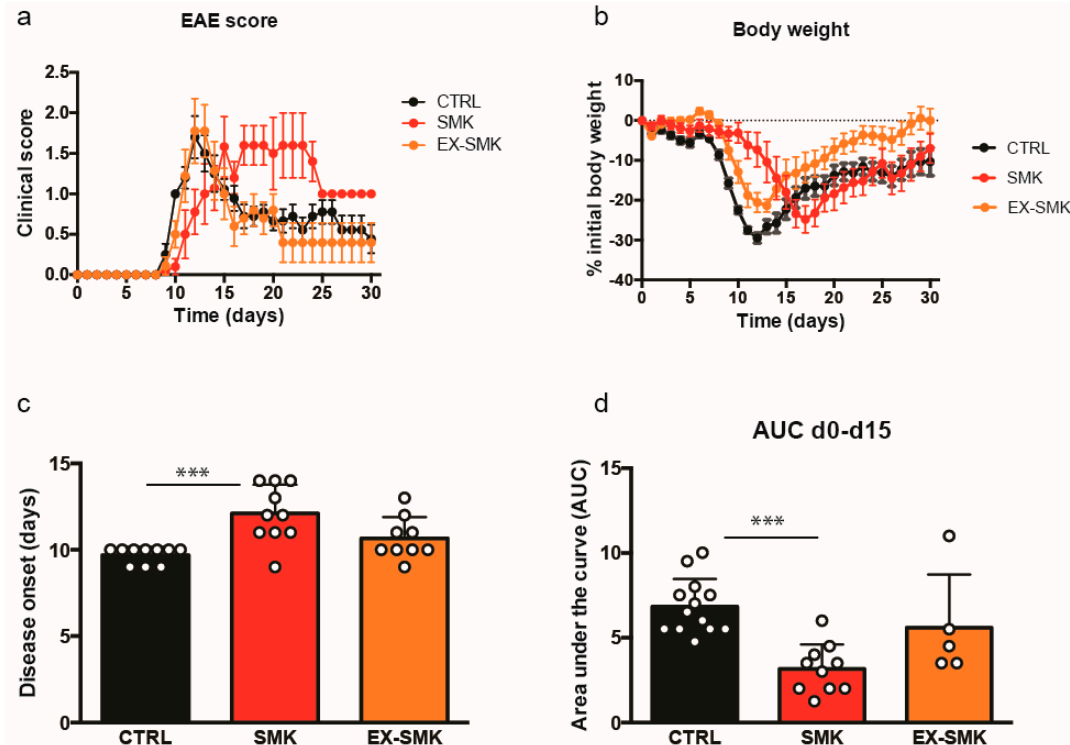 a
EAE score
Clinical score
2.5
2.0
1.5
1.0
0.5
0.0
0 5 10 15 20 25 30
Time (days)
CTRL
SMK
EX-SMK
b
Body weight
% initial body weight
10
0
-10
-20
-30
-40
0 5 10 15 20 25 30
Time (days)
CTRL
SMK
EX-SMK
c
Disease onset (days)
15
10
5
0
***
CTRL SMK EX-SMK
d
AUC d0-d15
Area under the curve (AUC)
15
10
5
0
***
CTRL SMK EX-SMK